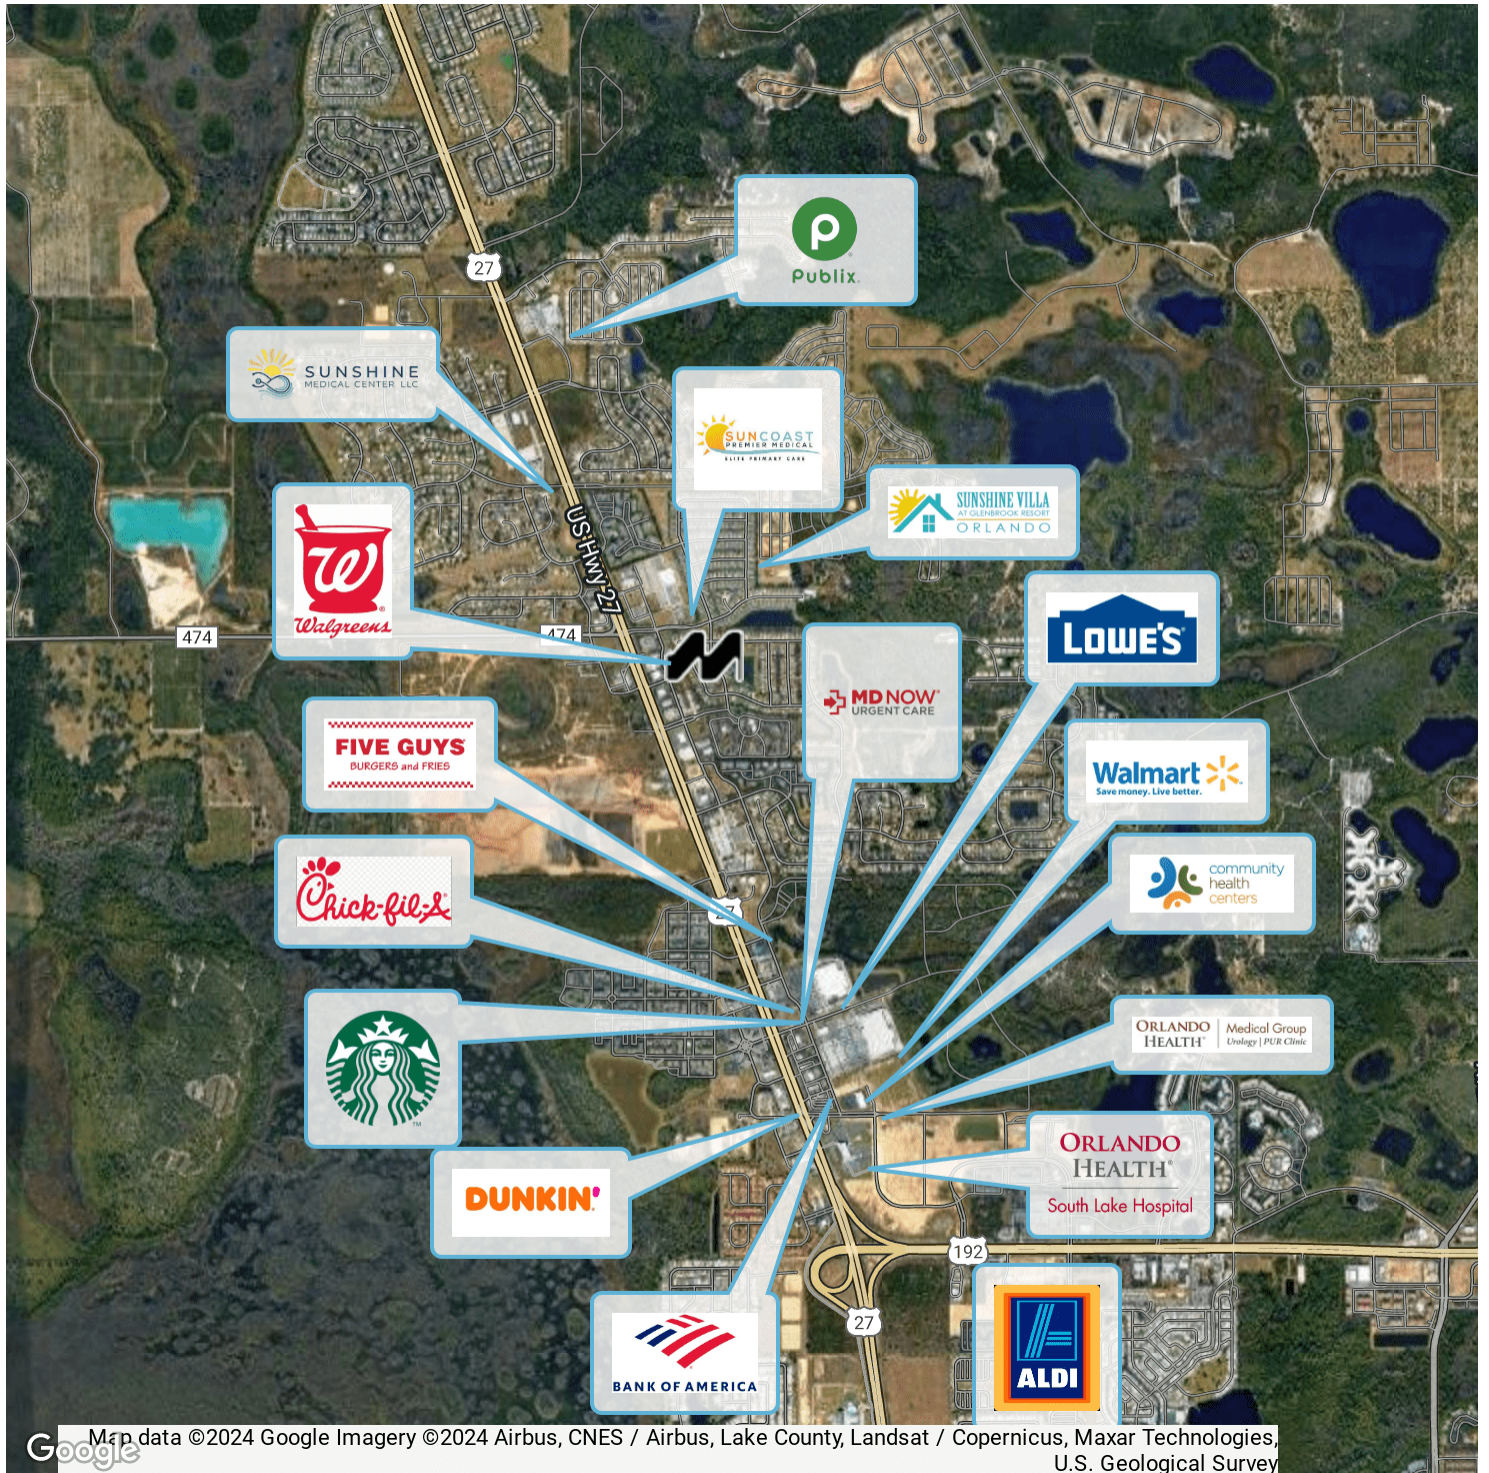 Publix
27
SUNSHINE
MEDICAL CENTER LLC
SUNCOAST
PREMIER MEDICAL
ELITE PRIMARY CARE
SUNSHINE VILLA
AT GLENBROOK RESORT
ORLANDO
W
Walgreens
US Hwy 27
474
474
LOWE'S
MD NOW
URGENT CARE
FIVE GUYS
BURGERS and FRIES
Walmart
Save money. Live better.
Chick-fil-A
community
health
centers
27
ORLANDO
HEALTH
Medical Group
Urology | PUR Clinic
ORLANDO
HEALTH
South Lake Hospital
DUNKIN'
192
27
BANK OF AMERICA
ALDI
Google
Map data ©2024 Google Imagery ©2024 Airbus, CNES / Airbus, Lake County, Landsat / Copernicus, Maxar Technologies,
U.S. Geological Survey